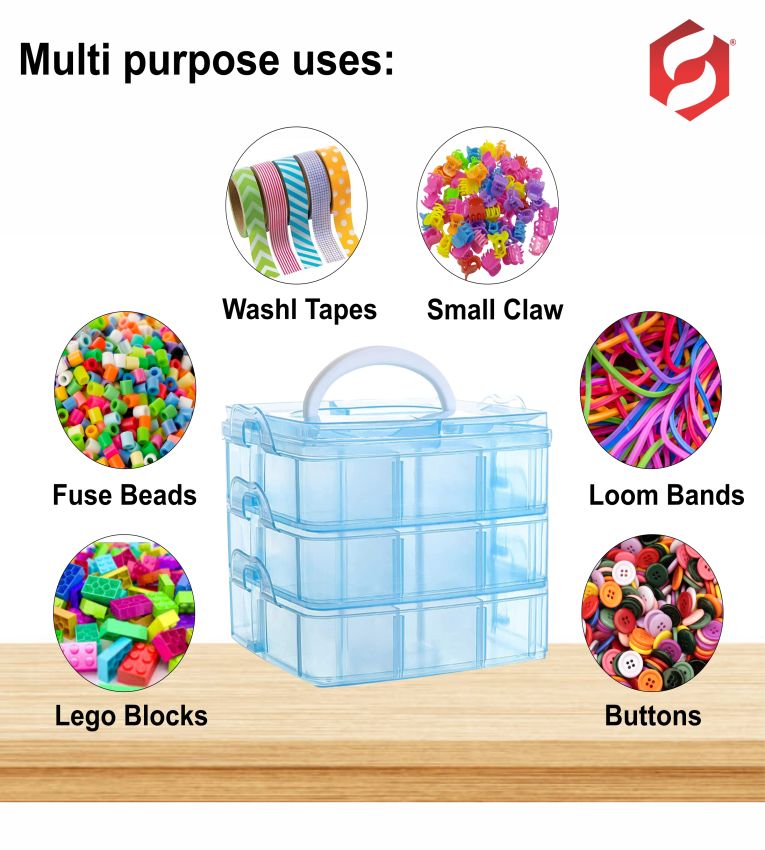 Multi purpose uses:
®
Washl Tapes
Small Claw
Fuse Beads
Loom Bands
Lego Blocks
Buttons